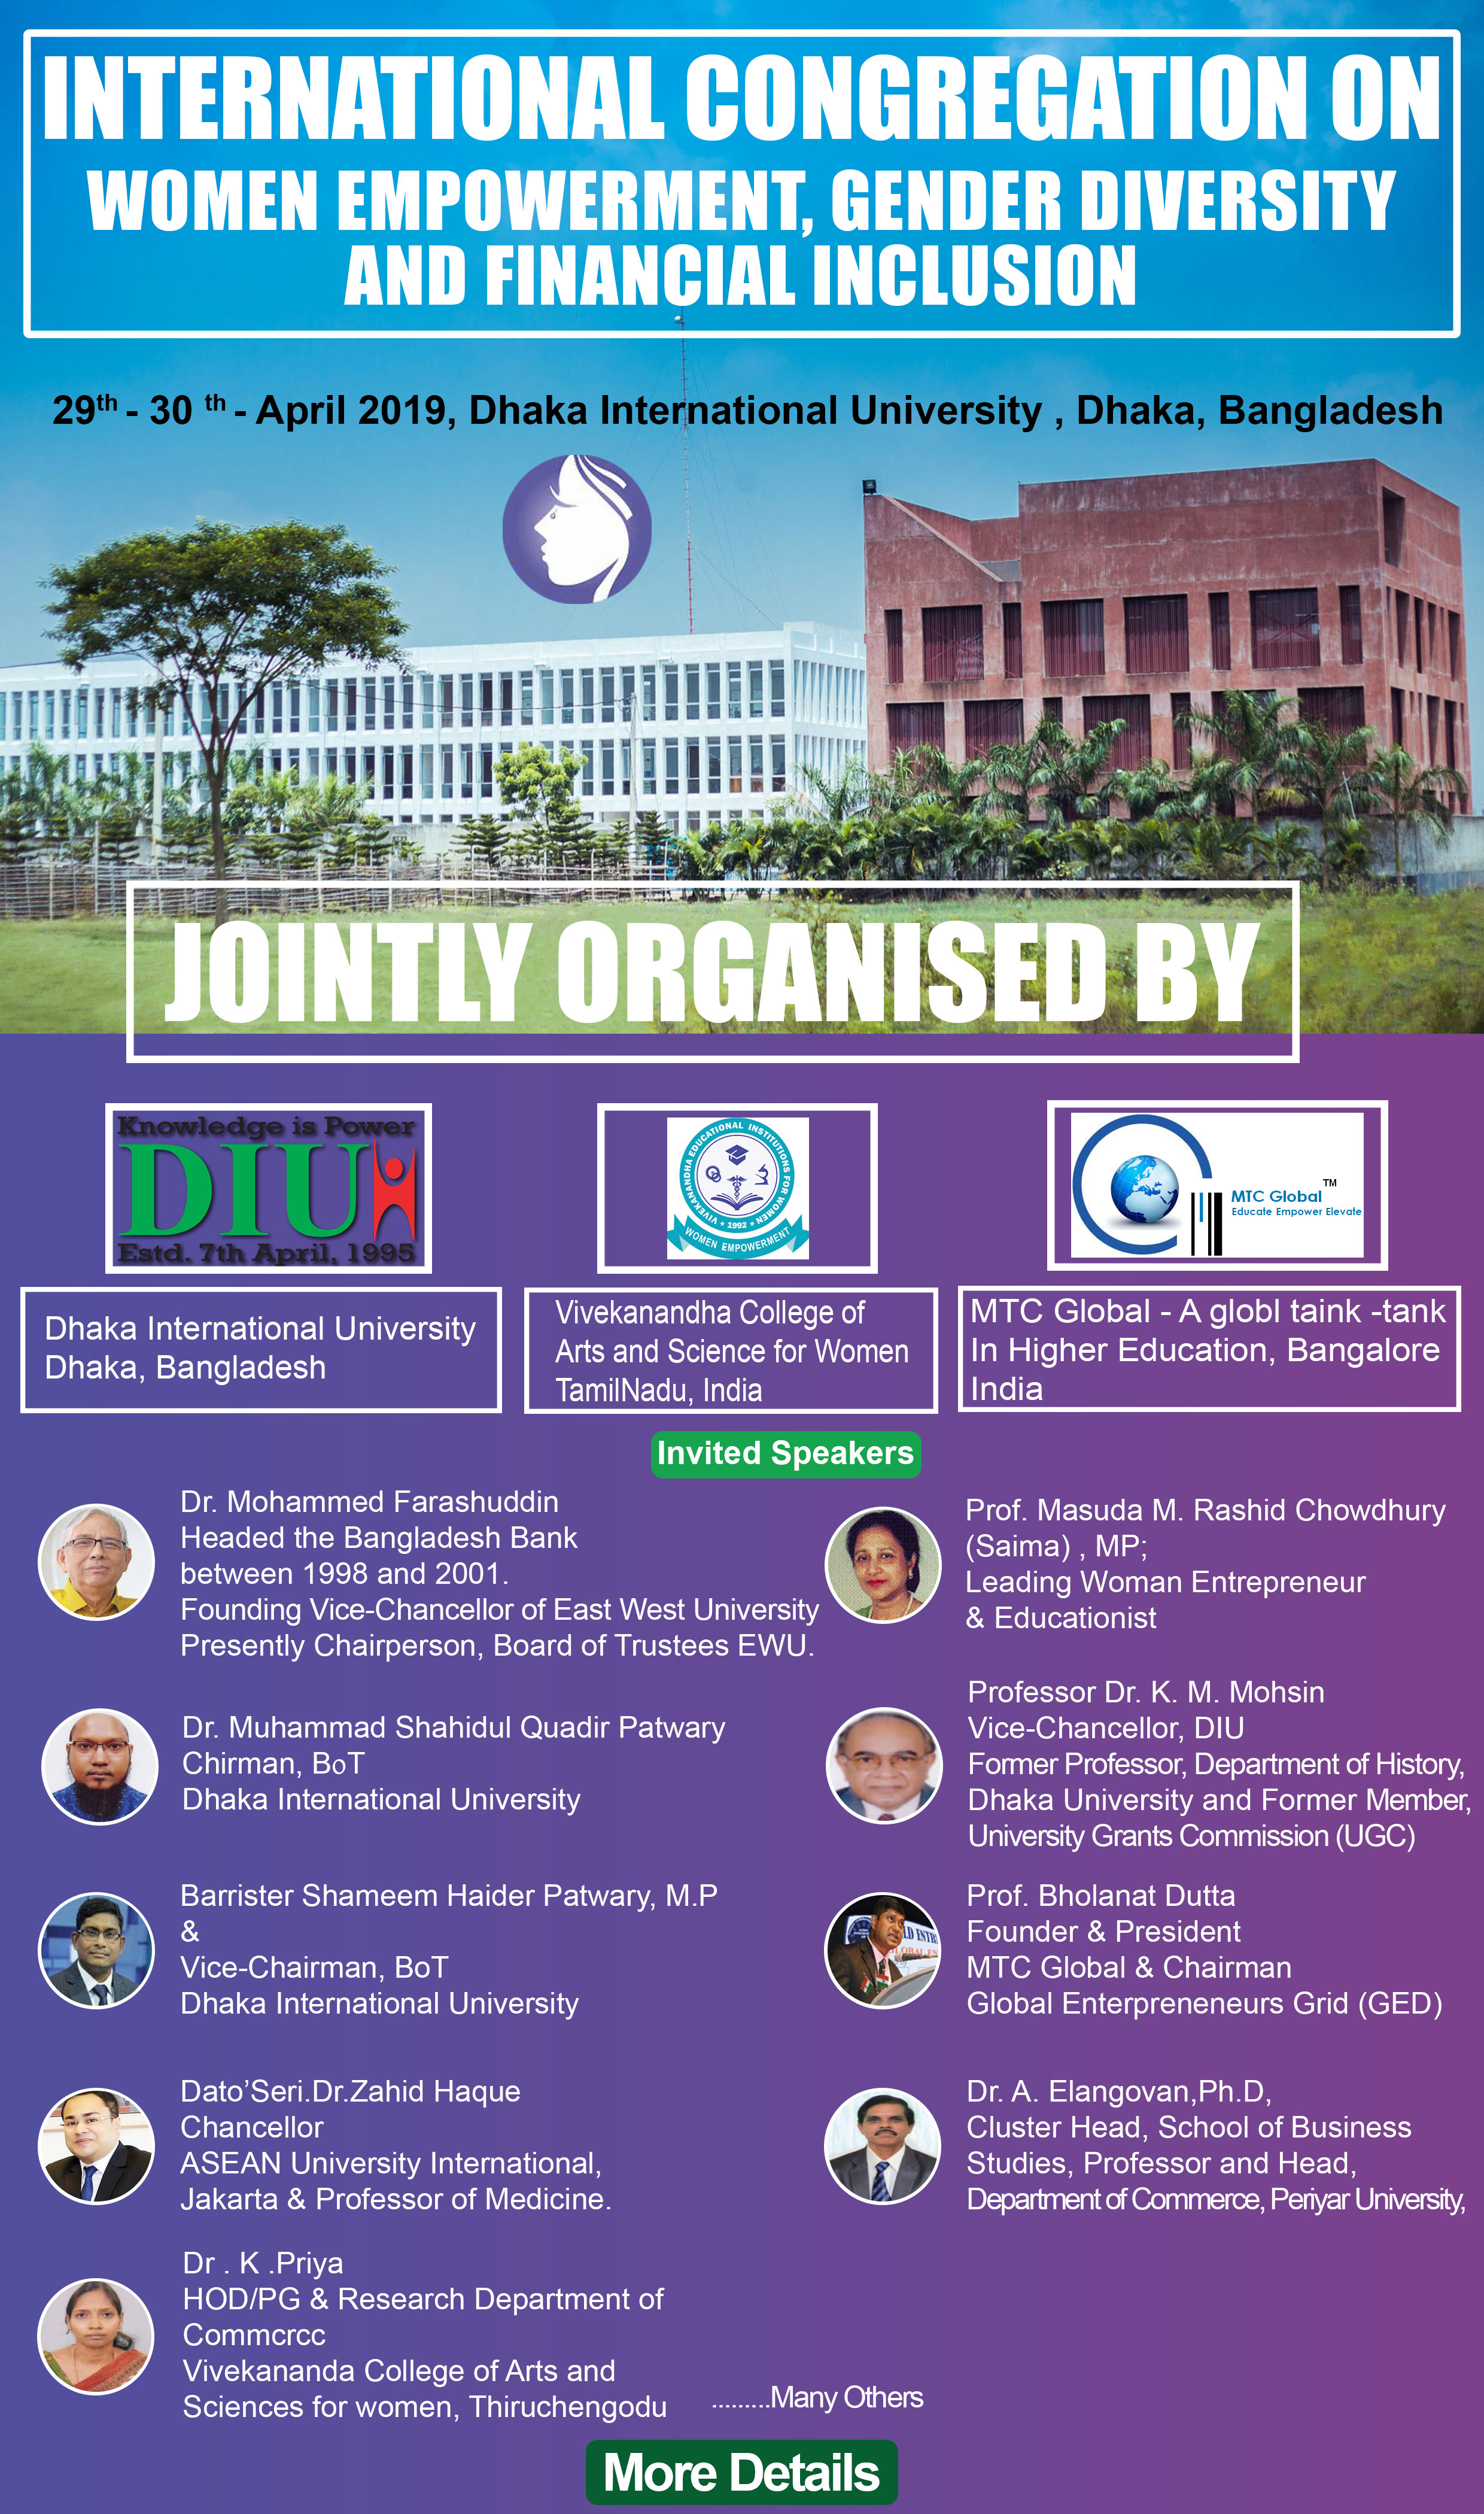 INTERNATIONAL CONGREGATION ON
WOMEN EMPOWERMENT, GENDER DIVERSITY
AND FINANCIAL INCLUSION
29th - 30 th - April 2019, Dhaka International University , Dhaka, Bangladesh
JOINTLY ORGANISED BY
Knowledge is Power
DIU
Estd. 7th April, 1995
VIVEKANANDHA EDUCATIONAL INSTITUTIONS FOR WOMEN
1992
WOMEN EMPOWERMENT
MTC Global TM
Educate Empower Elevate
Dhaka International University
Dhaka, Bangladesh
Vivekanandha College of
Arts and Science for Women
TamilNadu, India
MTC Global - A globl taink -tank
In Higher Education, Bangalore
India
Invited Speakers
Dr. Mohammed Farashuddin
Headed the Bangladesh Bank
between 1998 and 2001.
Founding Vice-Chancellor of East West University
Presently Chairperson, Board of Trustees EWU.
Prof. Masuda M. Rashid Chowdhury
(Saima) , MP;
Leading Woman Entrepreneur
& Educationist
Dr. Muhammad Shahidul Quadir Patwary
Chirman, BoT
Dhaka International University
Professor Dr. K. M. Mohsin
Vice-Chancellor, DIU
Former Professor, Department of History,
Dhaka University and Former Member,
University Grants Commission (UGC)
Barrister Shameem Haider Patwary, M.P
&
Vice-Chairman, BoT
Dhaka International University
Prof. Bholanat Dutta
Founder & President
MTC Global & Chairman
Global Enterpreneneurs Grid (GED)
Dato’Seri.Dr.Zahid Haque
Chancellor
ASEAN University International,
Jakarta & Professor of Medicine.
Dr. A. Elangovan,Ph.D,
Cluster Head, School of Business
Studies, Professor and Head,
Department of Commerce, Periyar University,
Dr . K .Priya
HOD/PG & Research Department of
Commcrcc
Vivekananda College of Arts and
Sciences for women, Thiruchengodu
.........Many Others
More Details